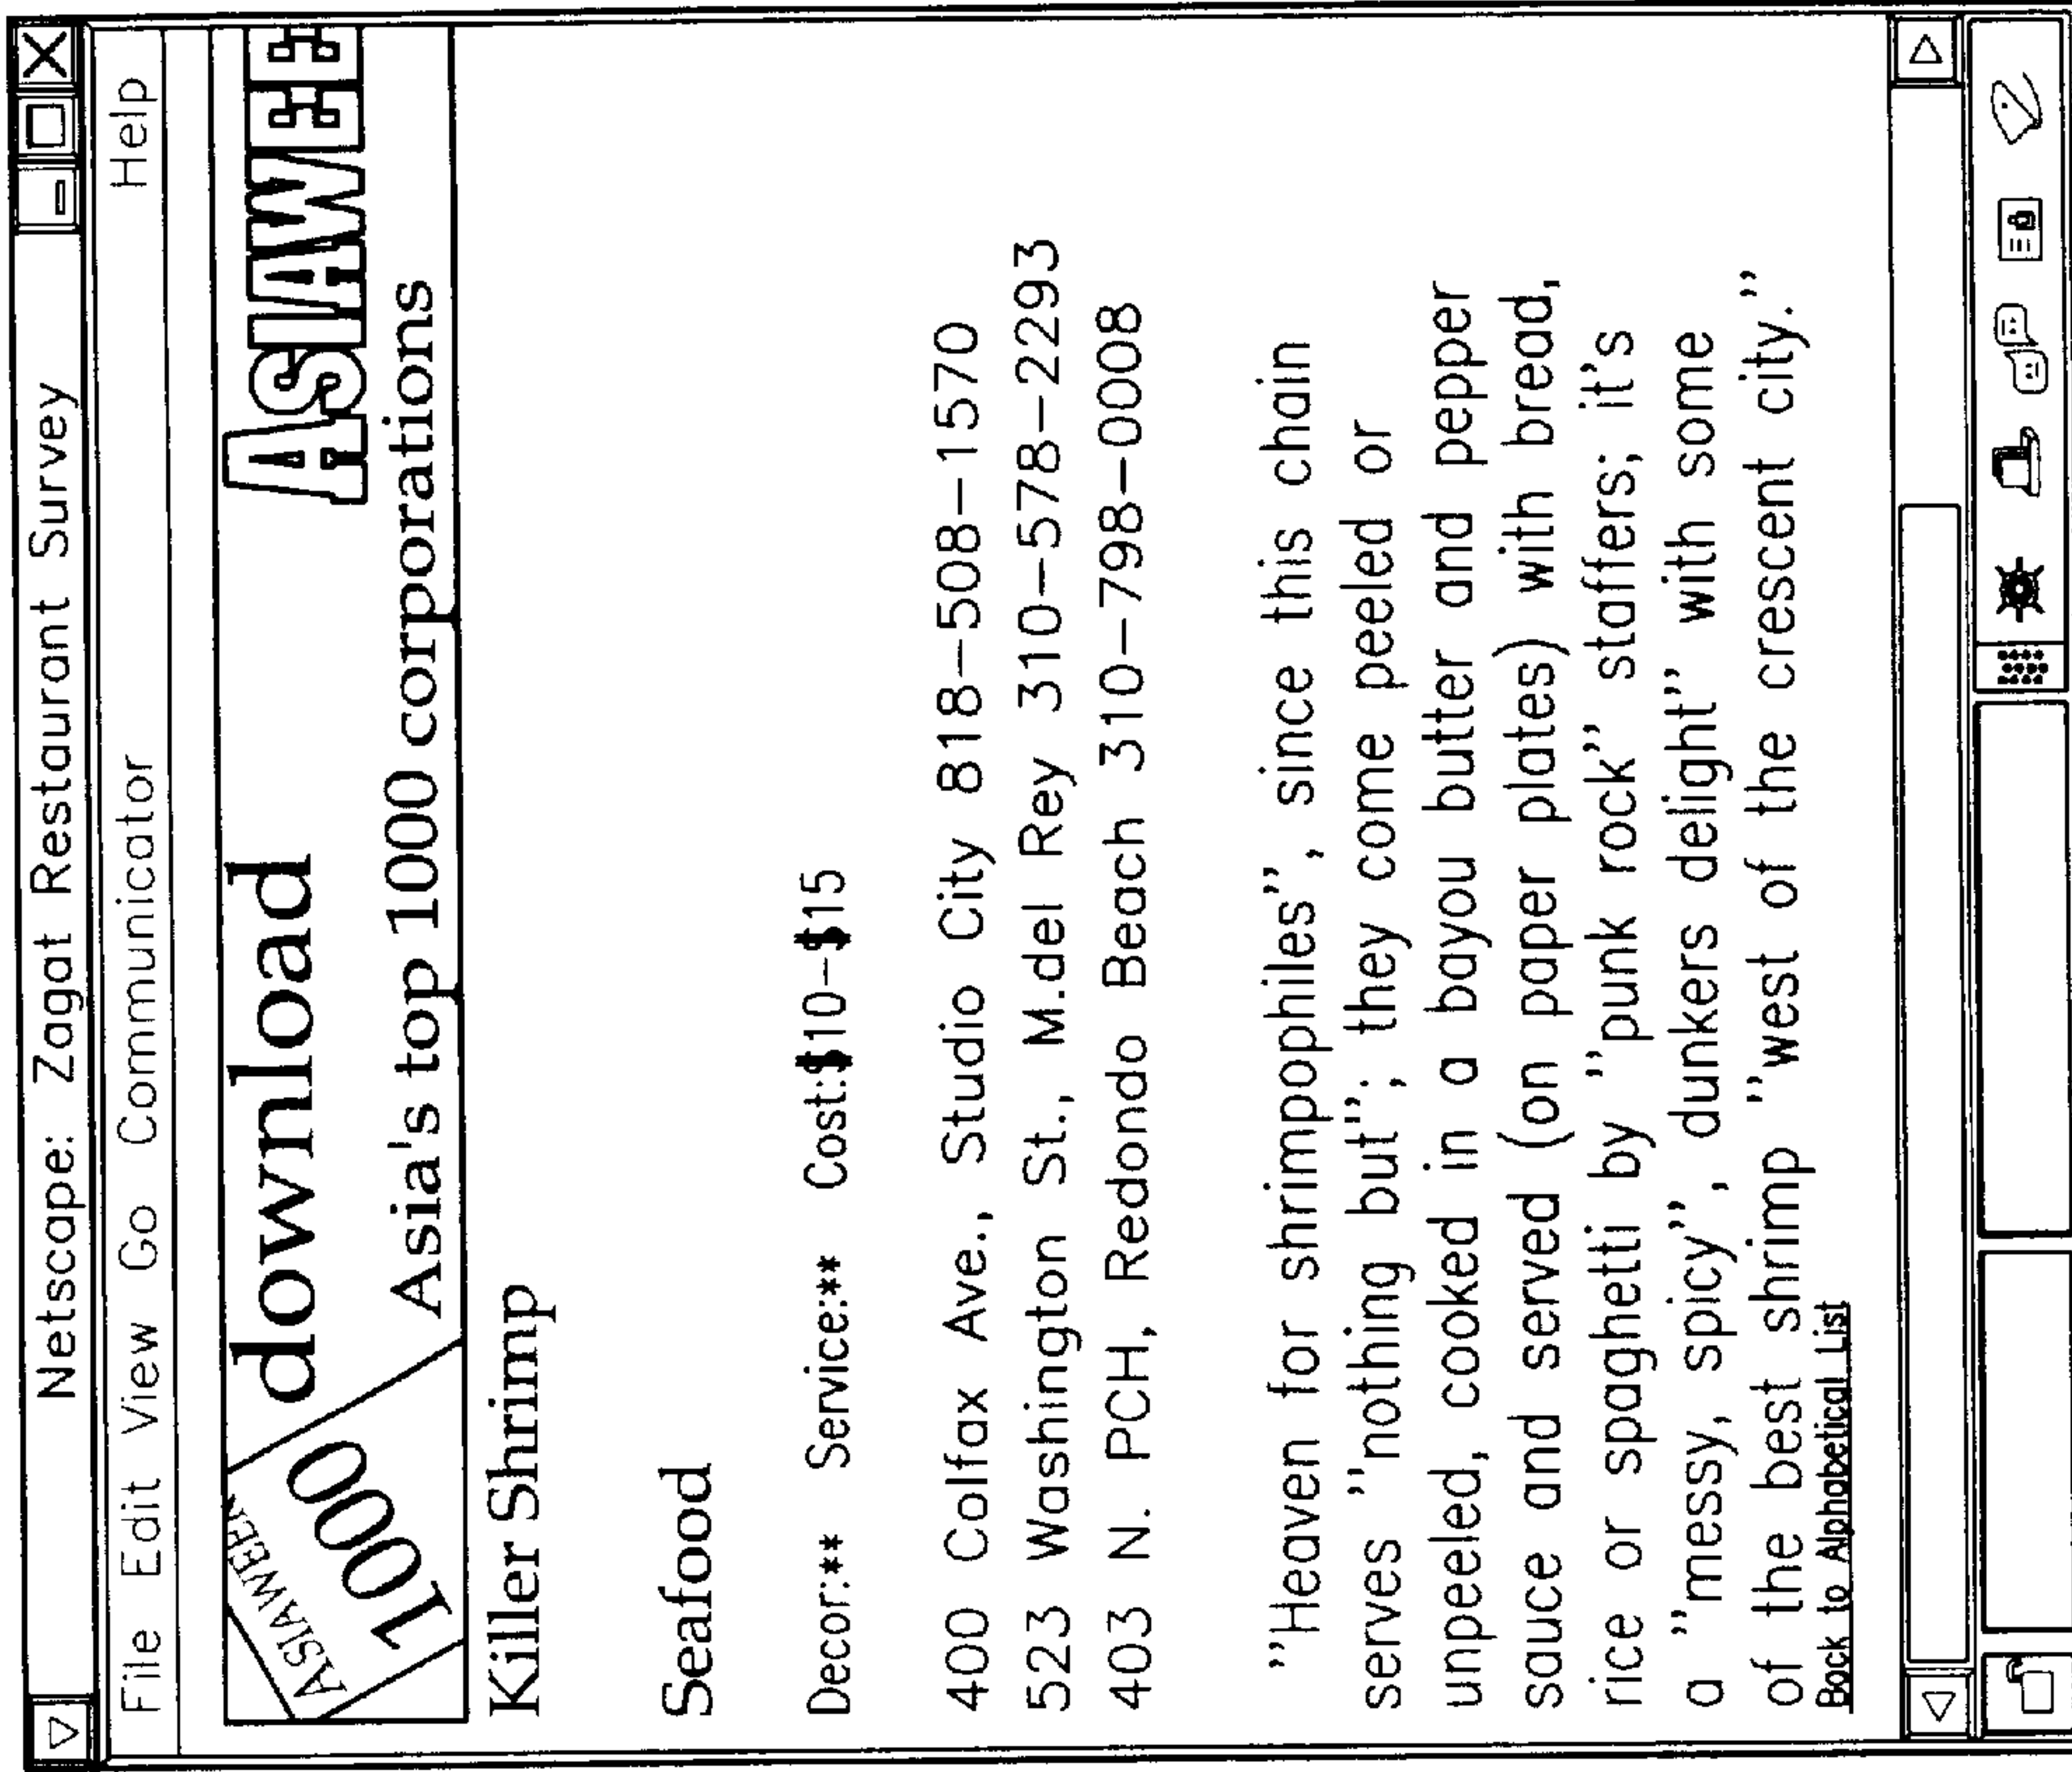 Netscape: Zagat Restaurant Survey
File Edit View Go Communicator Help
ASIAWEEK
1000
download
ASIAWEE
Asia's top 1000 corporations
Killer Shrimp
Seafood
Decor:** Service:** Cost:$10-$15
400 Colfax Ave., Studio City 818-508-1570
523 Washington St., M.del Rey 310-578-2293
403 N. PCH, Redondo Beach 310-798-0008
"Heaven for shrimpophiles", since this chain
serves "nothing but"; they come peeled or
unpeeled, cooked in a bayou butter and pepper
sauce and served (on paper plates) with bread,
rice or spaghetti by "punk rock" staffers; it's
a "messy, spicy", dunkers delight" with some
of the best shrimp "west of the crescent city."
Back to Alphabetical List